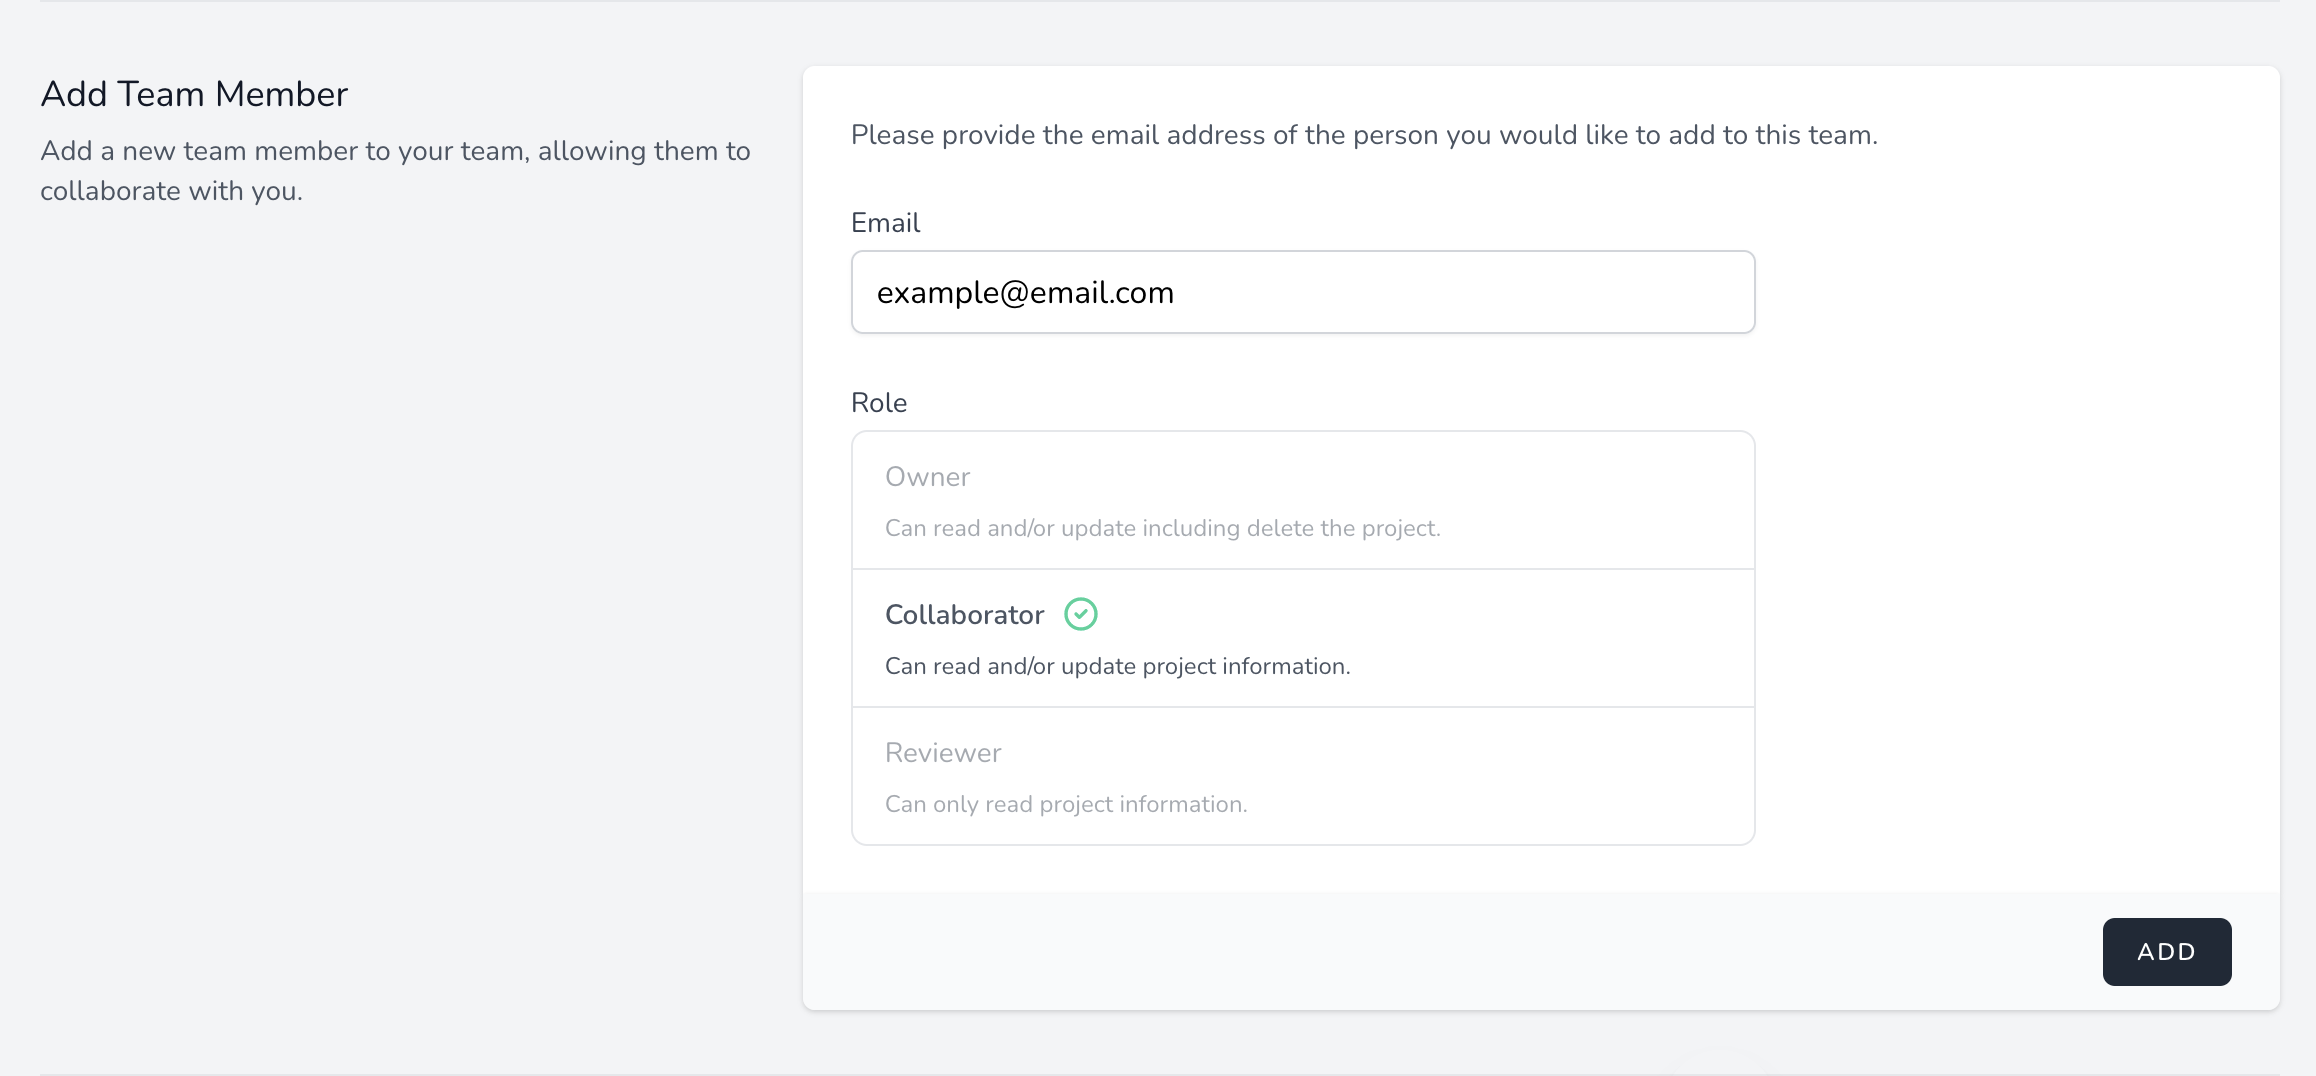 Add Team Member
Add a new team member to your team, allowing them to
collaborate with you.
Please provide the email address of the person you would like to add to this team.
Email
example@email.com
Role
Owner
Can read and/or update including delete the project.
Collaborator
Can read and/or update project information.
Reviewer
Can only read project information.
ADD